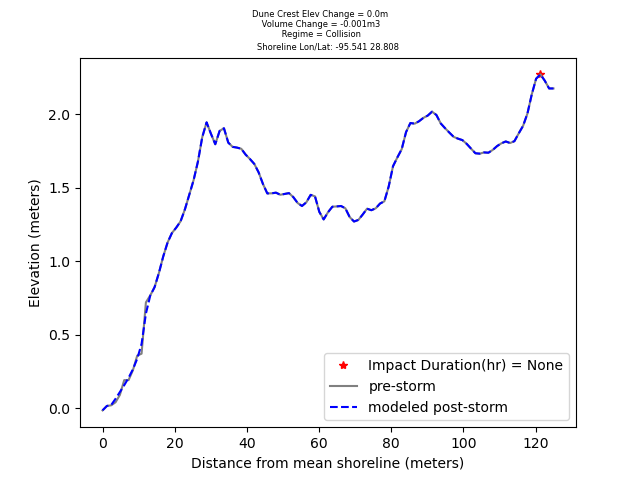 Dune Crest Elev Change = 0.0m
Volume Change = -0.001m3
Regime = Collision
Shoreline Lon/Lat: -95.541 28.808
2.0
1.5
1.0
0.5
0.0
Elevation (meters)
Impact Duration(hr) = None
pre-storm
modeled post-storm
0 20 40 60 80 100 120
Distance from mean shoreline (meters)